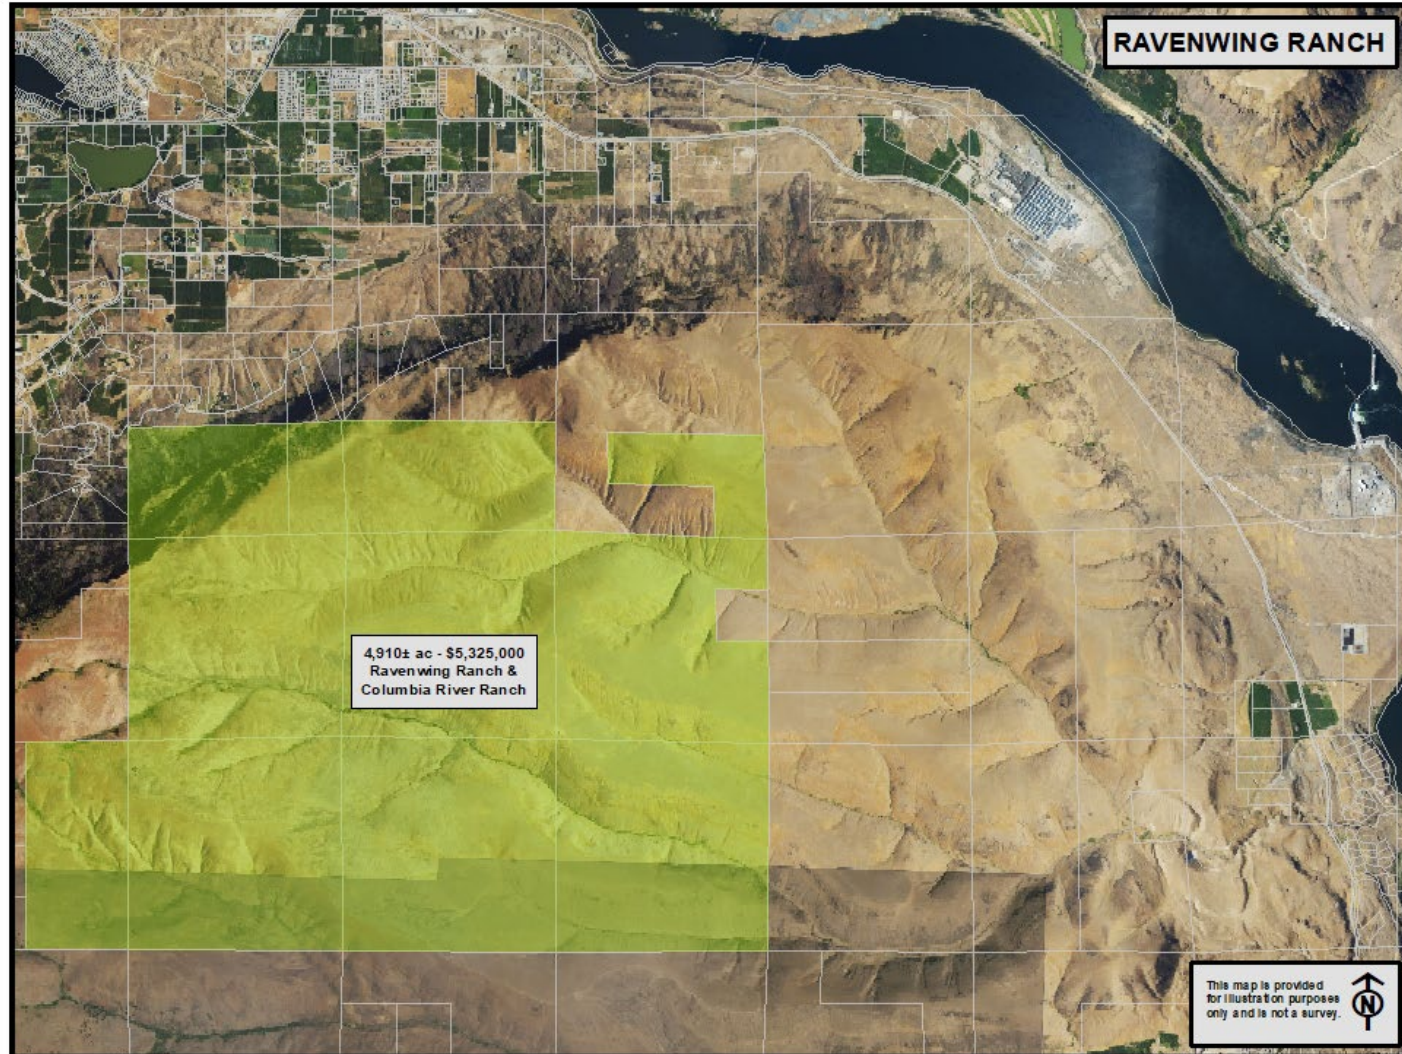 RAVENWING RANCH
4,910± ac - $5,325,000
Ravenwing Ranch &
Columbia River Ranch
This map is provided
for illustration purposes
only and is not a survey.
N